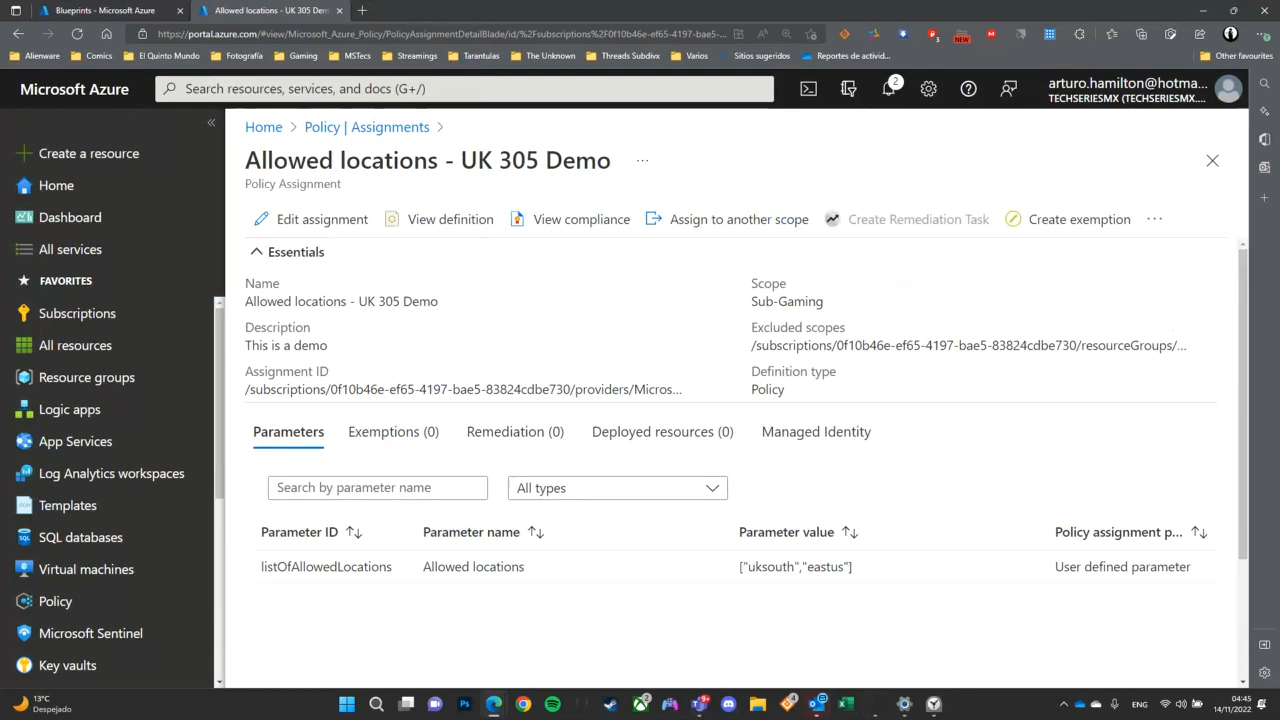 Blueprints - Microsoft Azure
Allowed locations - UK 305 Dem
https://portal.azure.com/#view/Microsoft_Azure_Policy/PolicyAssignmentDetailBlade/id/%2Fsubscriptions%2F0f10b46e-ef65-4197-bae5-83824cdbe730%2F...
NEW
3
Alienware
Comics
El Quinto Mundo
Fotografía
Gaming
MSTecs
Streamings
Tarantulas
The Unknown
Threads Subdivx
Varios
Sitios sugeridos
Reportes de activid...
Other favourites
Microsoft Azure
Search resources, services, and docs (G+/)
2
arturo.hamilton@hotma...
TECHSERIESMX (TECHSERIESMX....
Create a resource
Home
Dashboard
All services
FAVORITES
Subscriptions
All resources
Resource groups
Logic apps
App Services
Log Analytics workspaces
Templates
SQL databases
Virtual machines
Policy
Microsoft Sentinel
Key vaults
Home > Policy | Assignments >
Allowed locations - UK 305 Demo ...
Policy Assignment
Edit assignment
View definition
View compliance
Assign to another scope
Create Remediation Task
Create exemption
Essentials
Name
Allowed locations - UK 305 Demo
Description
This is a demo
Assignment ID
/subscriptions/0f10b46e-ef65-4197-bae5-83824cdbe730/providers/Micros...
Scope
Sub-Gaming
Excluded scopes
/subscriptions/0f10b46e-ef65-4197-bae5-83824cdbe730/resourceGroups/...
Definition type
Policy
Parameters
Exemptions (0)
Remediation (0)
Deployed resources (0)
Managed Identity
Search by parameter name
All types
Parameter ID
Parameter name
Parameter value
Policy assignment p...
listOfAllowedLocations
Allowed locations
["uksouth","eastus"]
User defined parameter
13°C
Despejado
2
9+
4
ENG
04:45
14/11/2022